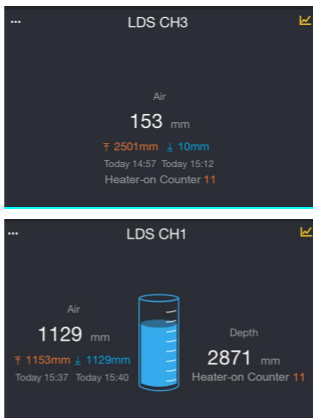 LDS CH3
Air
153 mm
2501mm 10mm
Today 14:57 Today 15:12
Heater-on Counter 11
LDS CH1
Air
1129 mm
1153mm 1129mm
Today 15:37 Today 15:40
Depth
2871 mm
Heater-on Counter 11